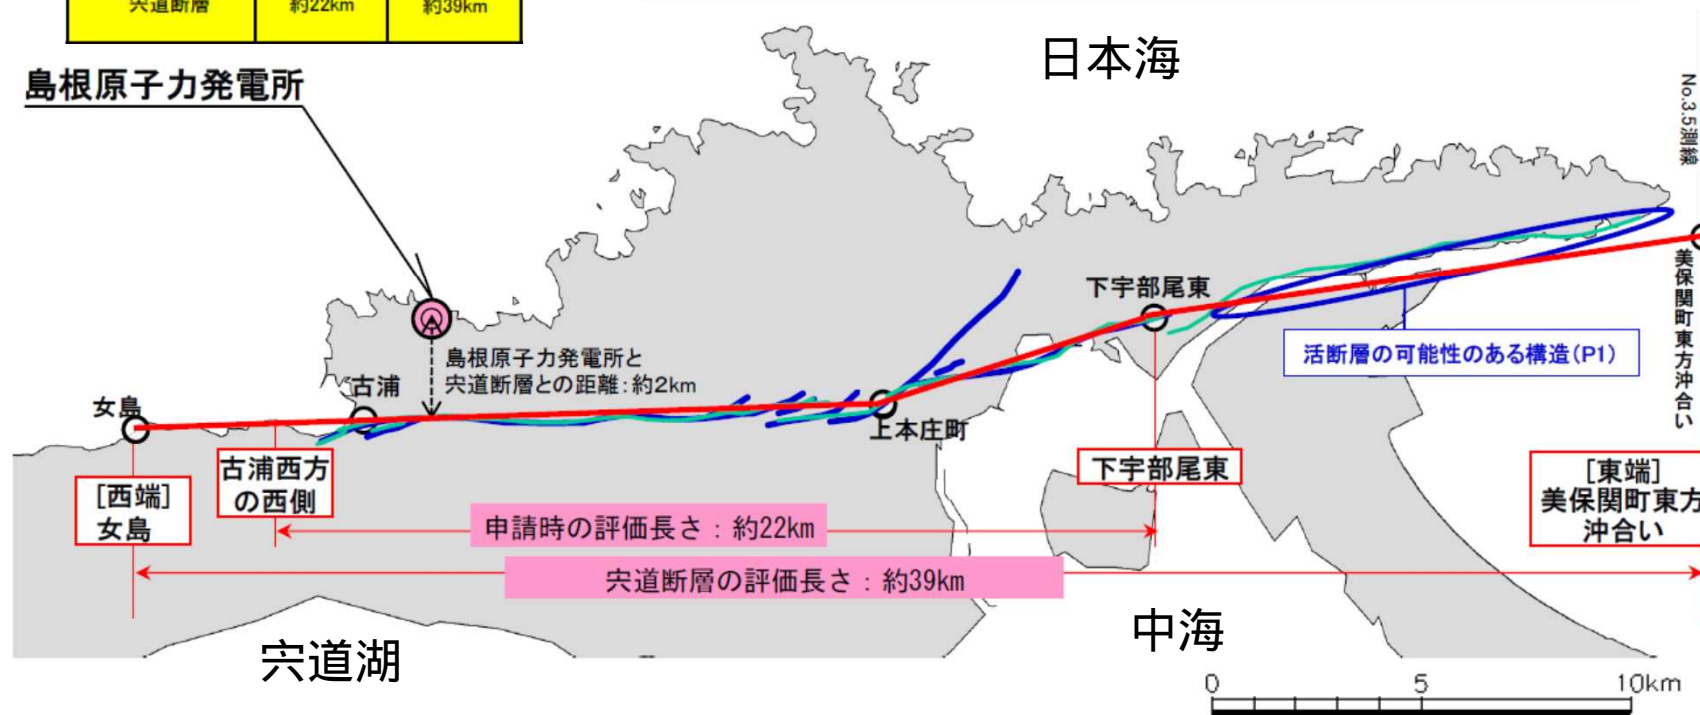 宍道断層 約22km 約39km
島根原子力発電所
日本海
No.3.5測線
下宇部尾東
美保関町東方沖合い
活断層の可能性のある構造(P1)
島根原子力発電所と
宍道断層との距離：約2km
古浦
女島
上本庄町
古浦西方
の西側
下宇部尾東
[東端]
美保関町東方
沖合い
[西端]
女島
申請時の評価長さ：約22km
宍道断層の評価長さ：約39km
中海
宍道湖
0 5 10km